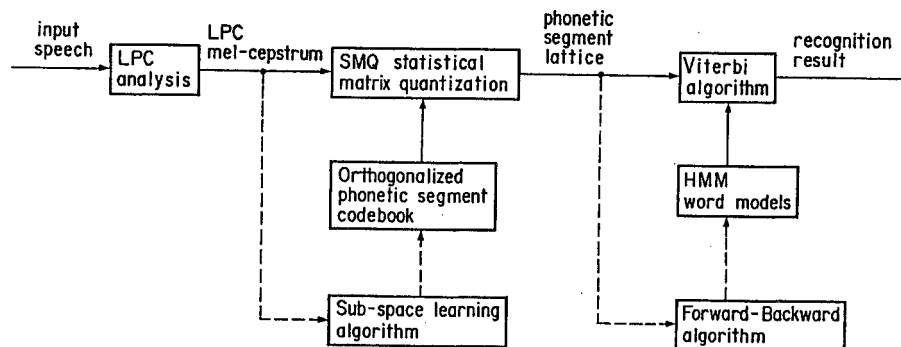 input
speech
LPC
analysis
LPC
mel-cepstrum
SMQ statistical
matrix quantization
phonetic
segment
lattice
Viterbi
algorithm
recognition
result
Orthogonalized
phonetic segment
codebook
HMM
word models
Sub-space learning
algorithm
Forward-Backward
algorithm